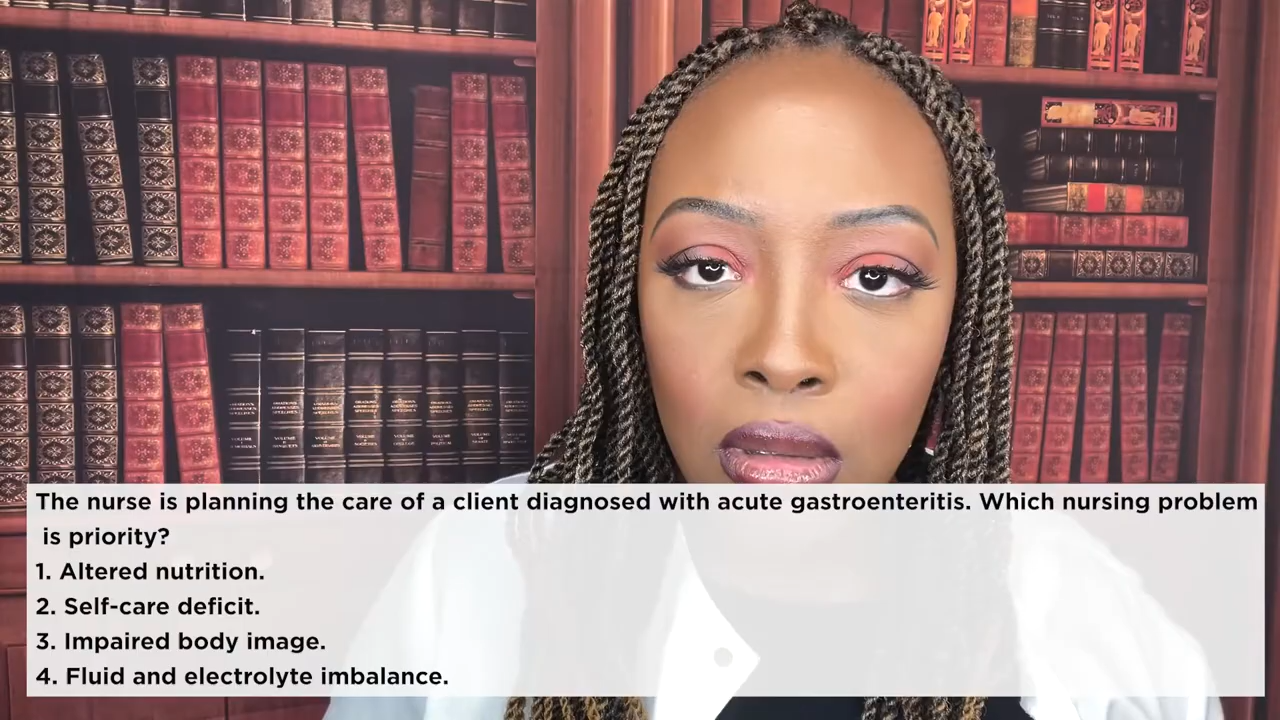 The nurse is planning the care of a client diagnosed with acute gastroenteritis. Which nursing problem
is priority?
1. Altered nutrition.
2. Self-care deficit.
3. Impaired body image.
4. Fluid and electrolyte imbalance.